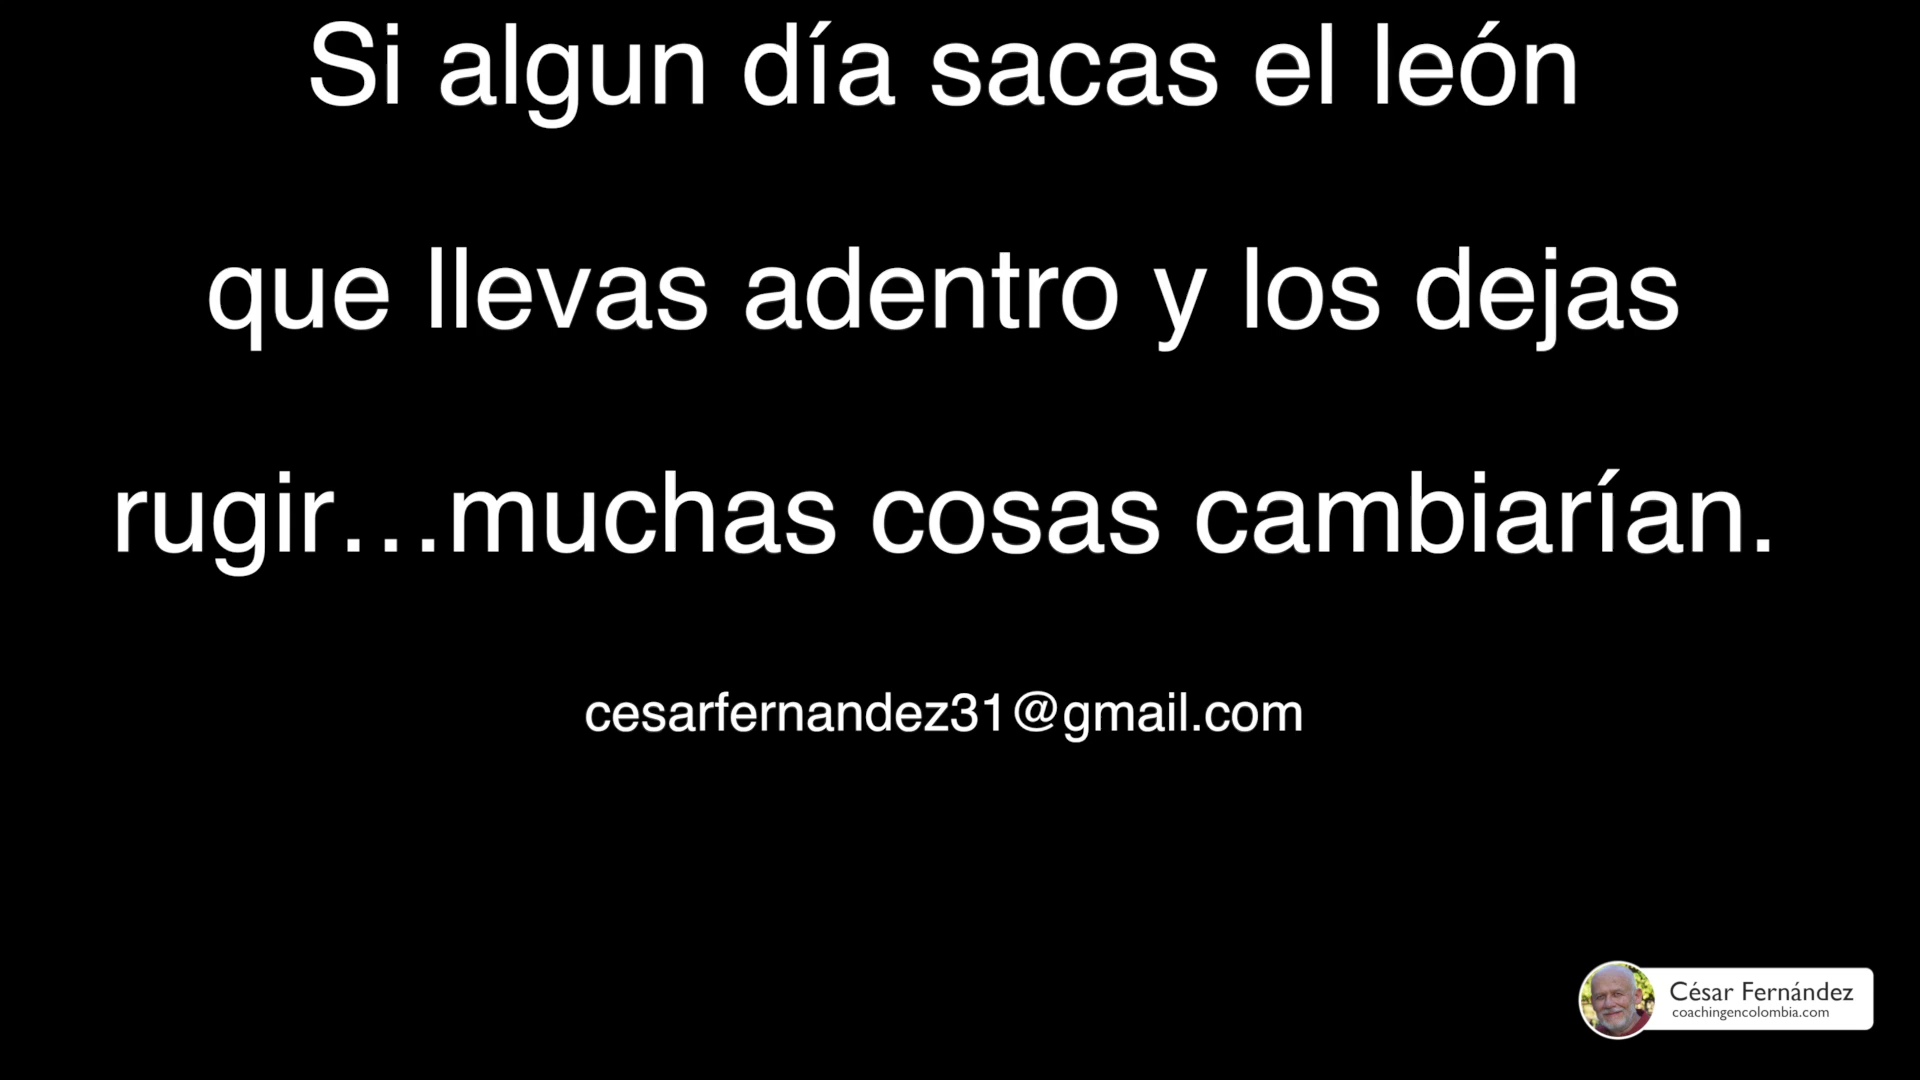 Si algun día sacas el león
que llevas adentro y los dejas
rugir...muchas cosas cambiarían.
cesarfernandez31@gmail.com
César Fernández
coachingencolombia.com